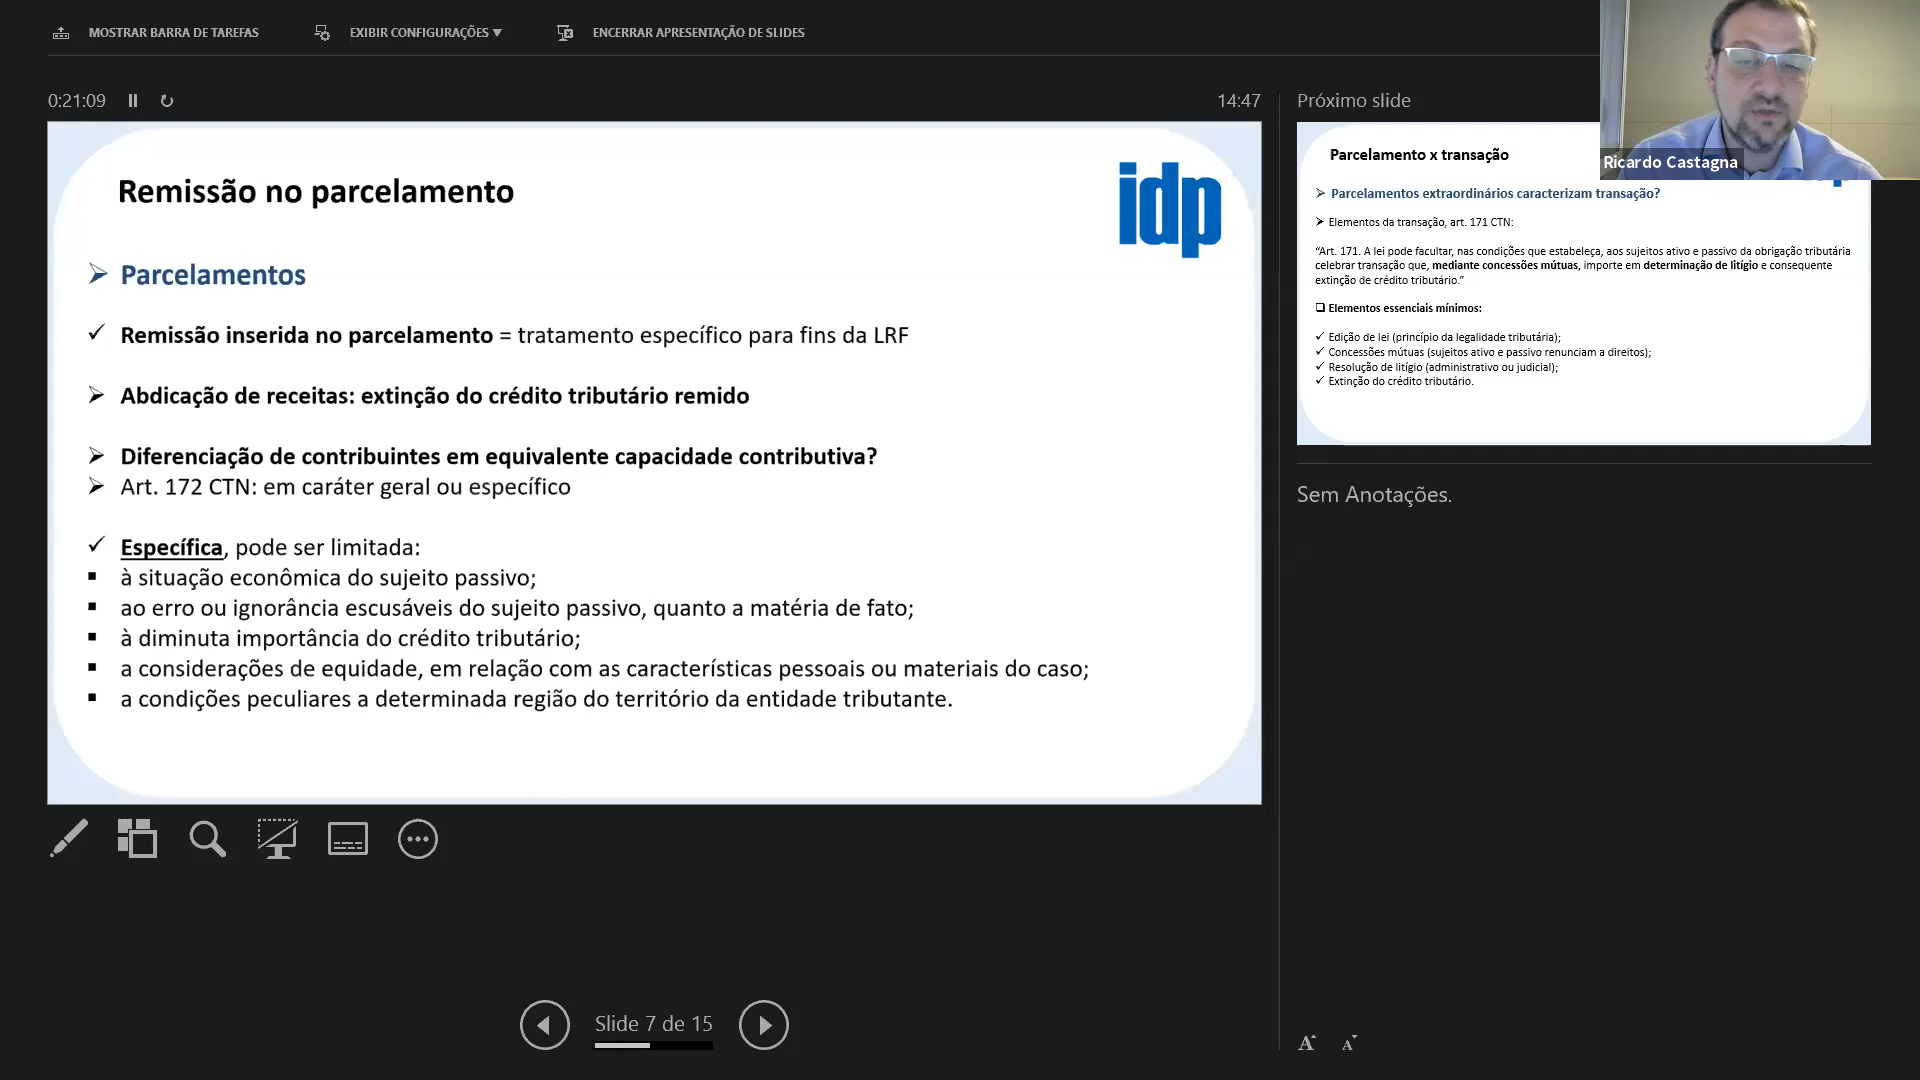 MOSTRAR BARRA DE TAREFAS
EXIBIR CONFIGURAÇÕES ▼
ENCERRAR APRESENTAÇÃO DE SLIDES
0:21:09
14:47
Próximo slide
Ricardo Castagna
Remissão no parcelamento
idp
➢ Parcelamentos
✓ Remissão inserida no parcelamento = tratamento específico para fins da LRF
➢ Abdicação de receitas: extinção do crédito tributário remido
➢ Diferenciação de contribuintes em equivalente capacidade contributiva?
➢ Art. 172 CTN: em caráter geral ou específico
✓ Específica, pode ser limitada:
▪ à situação econômica do sujeito passivo;
▪ ao erro ou ignorância escusáveis do sujeito passivo, quanto a matéria de fato;
▪ à diminuta importância do crédito tributário;
▪ a considerações de equidade, em relação com as características pessoais ou materiais do caso;
▪ a condições peculiares a determinada região do território da entidade tributante.
Parcelamento x transação
➢ Parcelamentos extraordinários caracterizam transação?
➢ Elementos da transação, art. 171 CTN:
“Art. 171. A lei pode facultar, nas condições que estabeleça, aos sujeitos ativo e passivo da obrigação tributária
celebrar transação que, mediante concessões mútuas, importe em determinação de litígio e consequente
extinção de crédito tributário.”
❑ Elementos essenciais mínimos:
✓ Edição de lei (princípio da legalidade tributária);
✓ Concessões mútuas (sujeitos ativo e passivo renunciam a direitos);
✓ Resolução de litígio (administrativo ou judicial);
✓ Extinção do crédito tributário.
Sem Anotações.
Slide 7 de 15
A A